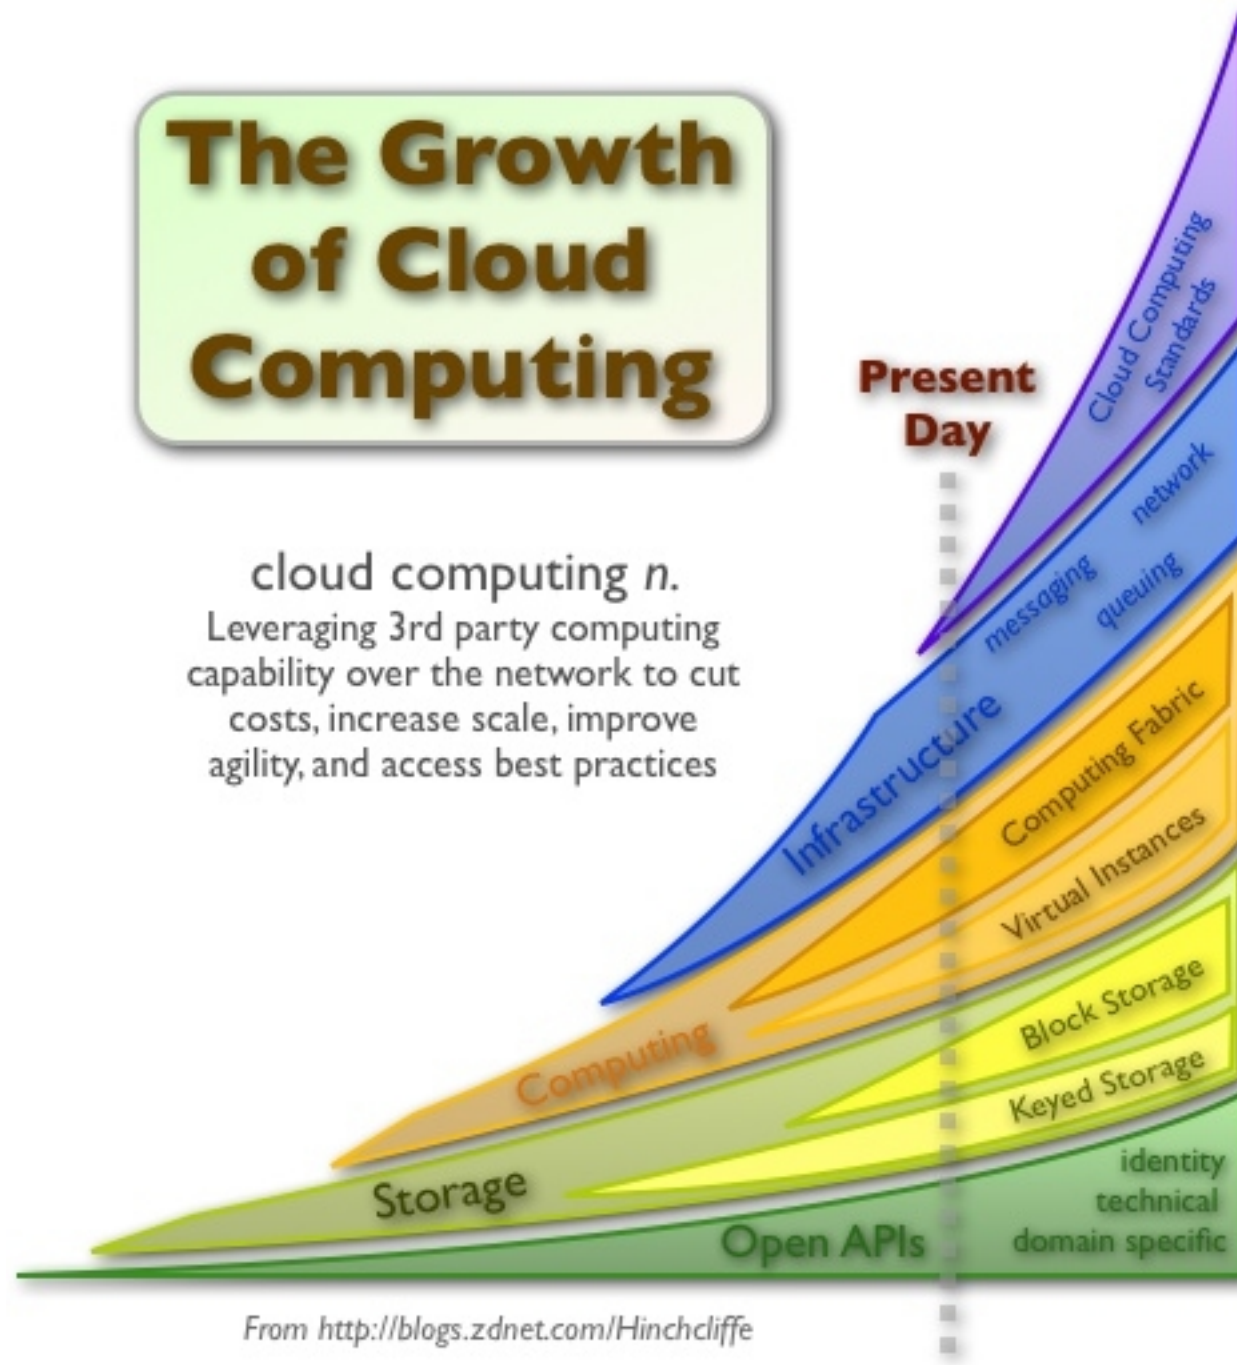 The Growth
of Cloud
Computing
cloud computing n.
Leveraging 3rd party computing
capability over the network to cut
costs, increase scale, improve
agility, and access best practices
Present
Day
Cloud Computing
Standards
network
messaging
queuing
Infrastructure
Computing Fabric
Virtual Instances
Computing
Block Storage
Keyed Storage
Storage
identity
technical
domain specific
Open APIs
From http://blogs.zdnet.com/Hinchcliffe